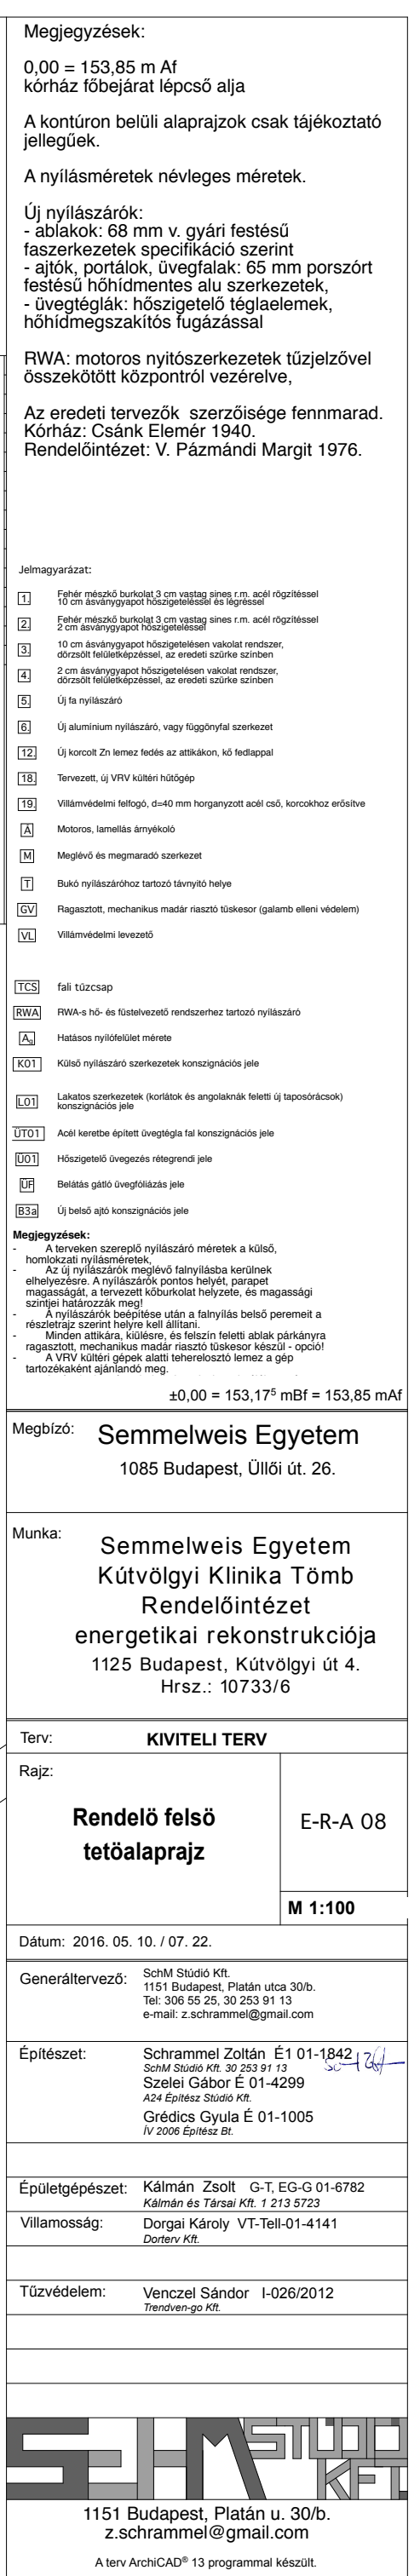 Megjegyzések:
0,00 = 153,85 m Af
kórház főbejárat lépcső alja
A kontúron belüli alaprajzok csak tájékoztató
jellegűek.
A nyílásméretek névleges méretek.
Új nyílászárók:
- ablakok: 68 mm v. gyári festésű
faszerkezetek specifikáció szerint
- ajtók, portálok, üvegfalak: 65 mm porszórt
festésű hőhídmentes alu szerkezetek,
- üvegtéglák: hőszigetelő téglaelemek,
hőhídmegszakítós fugázással
RWA: motoros nyitószerkezetek tűzjelzővel
összekötött központról vezérelve,
Az eredeti tervezők szerzőisége fennmarad.
Kórház: Csánk Elemér 1940.
Rendelőintézet: V. Pázmándi Margit 1976.
Jelmagyarázat:
1. Fehér mészkő burkolat 3 cm vastag sines r.m. acél rögzítéssel
10 cm ásványgyapot hőszigeteléssel és légréssel
2. Fehér mészkő burkolat 3 cm vastag sines r.m. acél rögzítéssel
2 cm ásványgyapot hőszigeteléssel
3. 10 cm ásványgyapot hőszigetelésen vakolat rendszer,
dörzsölt felületképzéssel, az eredeti szürke színben
4. 2 cm ásványgyapot hőszigetelésen vakolat rendszer,
dörzsölt felületképzéssel, az eredeti szürke színben
5. Új fa nyílászáró
6. Új alumínium nyílászáró, vagy függönyfal szerkezet
12. Új korcolt Zn lemez fedés az attikákon, kő fedlappal
18. Tervezett, új VRV kültéri hűtőgép
19. Villámvédelmi felfogó, d=40 mm horganyzott acél cső, korcokhoz erősítve
Á Motoros, lamellás árnyékoló
M Meglévő és megmaradó szerkezet
T Bukó nyílászáróhoz tartozó távnyitó helye
GV Ragasztott, mechanikus madár riasztó tüskesor (galamb elleni védelem)
VL Villámvédelmi levezető
TCS fali tűzcsap
RWA RWA-s hő- és füstelvezető rendszerhez tartozó nyílászáró
Ag Hatásos nyílófelület mérete
K01 Külső nyílászáró szerkezetek konszignációs jele
L01 Lakatos szerkezetek (korlátok és angolaknák feletti új taposórácsok)
konszignációs jele
ÜT01 Acél keretbe épített üvegtégla fal konszignációs jele
Ü01 Hőszigetelő üvegezés rétegrendi jele
ÜF Belátás gátló üvegfóliázás jele
B3a Új belső ajtó konszignációs jele
Megjegyzések:
- A terveken szereplő nyílászáró méretek a külső,
homlokzati nyílásméretek,
- Az új nyílászárók meglévő falnyílásba kerülnek
elhelyezésre. A nyílászárók pontos helyét, parapet
magasságát, a tervezett kőburkolat helyzete, és magassági
szintjei határozzák meg!
- A nyílászárók beépítése után a falnyílás belső peremeit a
részletrajz szerint helyre kell állítani.
- Minden attikára, kiülésre, és felszín feletti ablak párkányra
ragasztott, mechanikus madár riasztó tüskesor készül - opció!
- A VRV kültéri gépek alatti teherelosztó lemez a gép
tartozékaként ajánlandó meg.
±0,00 = 153,17⁵ mBf = 153,85 mAf
Megbízó: Semmelweis Egyetem
1085 Budapest, Üllői út. 26.
Munka: Semmelweis Egyetem
Kútvölgyi Klinika Tömb
Rendelőintézet
energetikai rekonstrukciója
1125 Budapest, Kútvölgyi út 4.
Hrsz.: 10733/6
Terv: KIVITELI TERV
Rajz:
Rendelö felsö
tetöalaprajz
E-R-A 08
M 1:100
Dátum: 2016. 05. 10. / 07. 22.
Generáltervező: SchM Stúdió Kft.
1151 Budapest, Platán utca 30/b.
Tel: 306 55 25, 30 253 91 13
e-mail: z.schrammel@gmail.com
Építészet: Schrammel Zoltán É1 01-1842
SchM Stúdió Kft. 30 253 91 13
Szelei Gábor É 01-4299
A24 Építész Stúdió Kft.
Grédics Gyula É 01-1005
ÍV 2006 Építész Bt.
Épületgépészet: Kálmán Zsolt G-T, EG-G 01-6782
Kálmán és Társai Kft. 1 213 5723
Villamosság: Dorgai Károly VT-Tell-01-4141
Dorterv Kft.
Tűzvédelem: Venczel Sándor I-026/2012
Trendven-go Kft.
SCHM STÚDIÓ
KFT.
1151 Budapest, Platán u. 30/b.
z.schrammel@gmail.com
A terv ArchiCAD® 13 programmal készült.